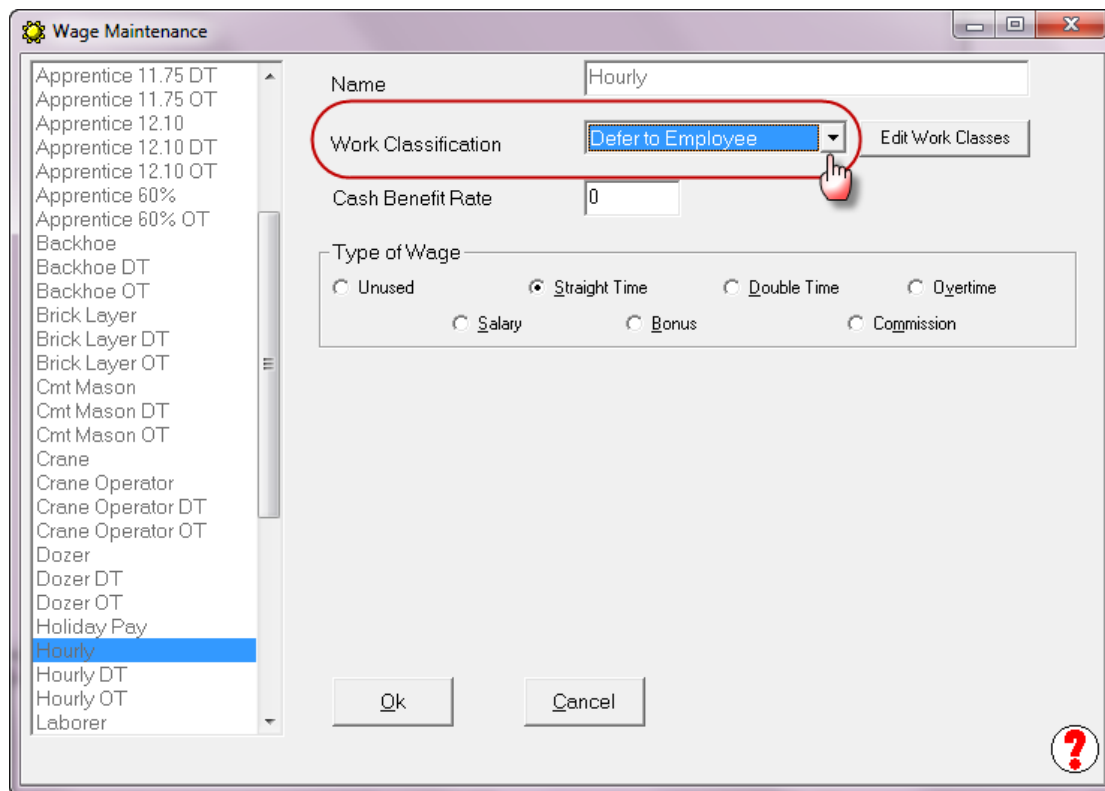 Wage Maintenance
Apprentice 11.75 DT
Apprentice 11.75 OT
Apprentice 12.10
Apprentice 12.10 DT
Apprentice 12.10 OT
Apprentice 60%
Apprentice 60% OT
Backhoe
Backhoe DT
Backhoe OT
Brick Layer
Brick Layer DT
Brick Layer OT
Cmt Mason
Cmt Mason DT
Cmt Mason OT
Crane
Crane Operator
Crane Operator DT
Crane Operator OT
Dozer
Dozer DT
Dozer OT
Holiday Pay
Hourly
Hourly DT
Hourly OT
Laborer
Name Hourly
Work Classification Defer to Employee Edit Work Classes
Cash Benefit Rate 0
Type of Wage
Unused Straight Time Double Time Overtime
Salary Bonus Commission
Ok Cancel
?